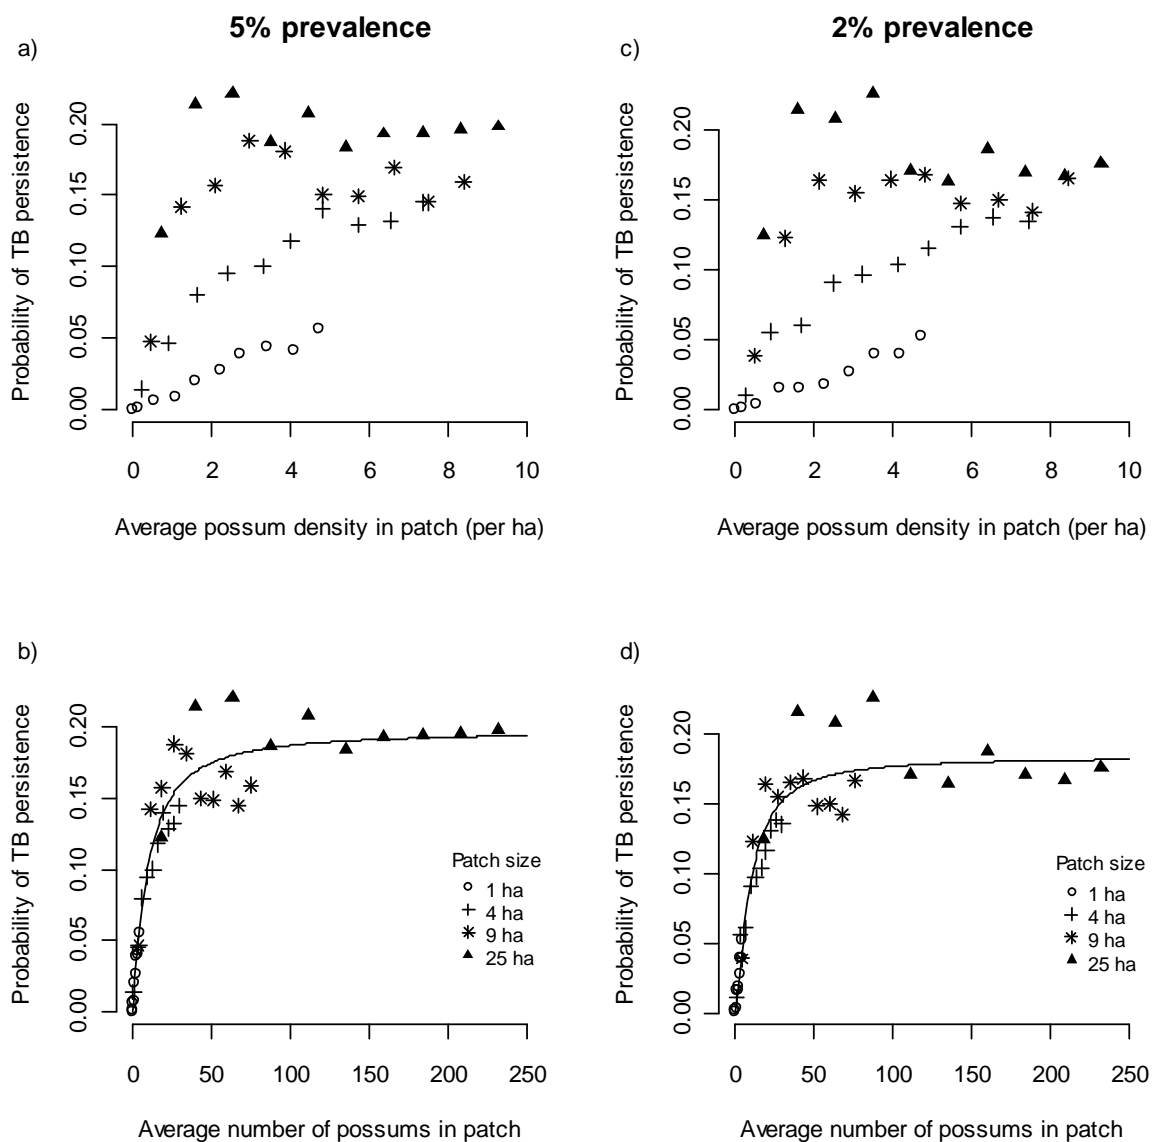 5% prevalence
2% prevalence
a)
Probability of TB persistence
0.00
0.05
0.10
0.15
0.20
0 2 4 6 8 10
Average possum density in patch (per ha)
c)
Probability of TB persistence
0.00
0.05
0.10
0.15
0.20
0 2 4 6 8 10
Average possum density in patch (per ha)
b)
Probability of TB persistence
0.00
0.05
0.10
0.15
0.20
Patch size
1 ha
4 ha
9 ha
25 ha
0 50 100 150 200 250
Average number of possums in patch
d)
Probability of TB persistence
0.00
0.05
0.10
0.15
0.20
Patch size
1 ha
4 ha
9 ha
25 ha
0 50 100 150 200 250
Average number of possums in patch